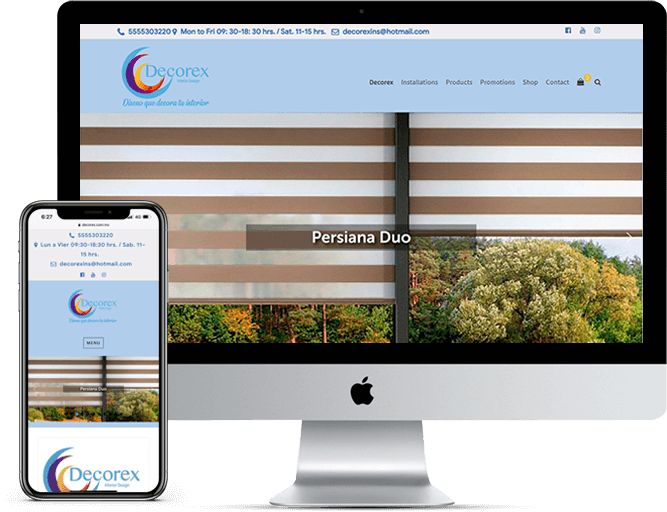 5555303220 Mon to Fri 09: 30-18: 30 hrs. / Sat. 11-15 hrs. decorexins@hotmail.com
Decorex
Interior Design
Diseño que decora tu interior
Decorex Installations Products Promotions Shop Contact
Persiana Duo
6:27 4G
decorex.com.mx
5555303220
Lun a Vier 09:30-18:30 hrs. / Sab. 11-
15 hrs.
decorexins@hotmail.com
Decorex
Diseño que decora tu interior
MENU
Persiana Duo
Decorex
Interior Design